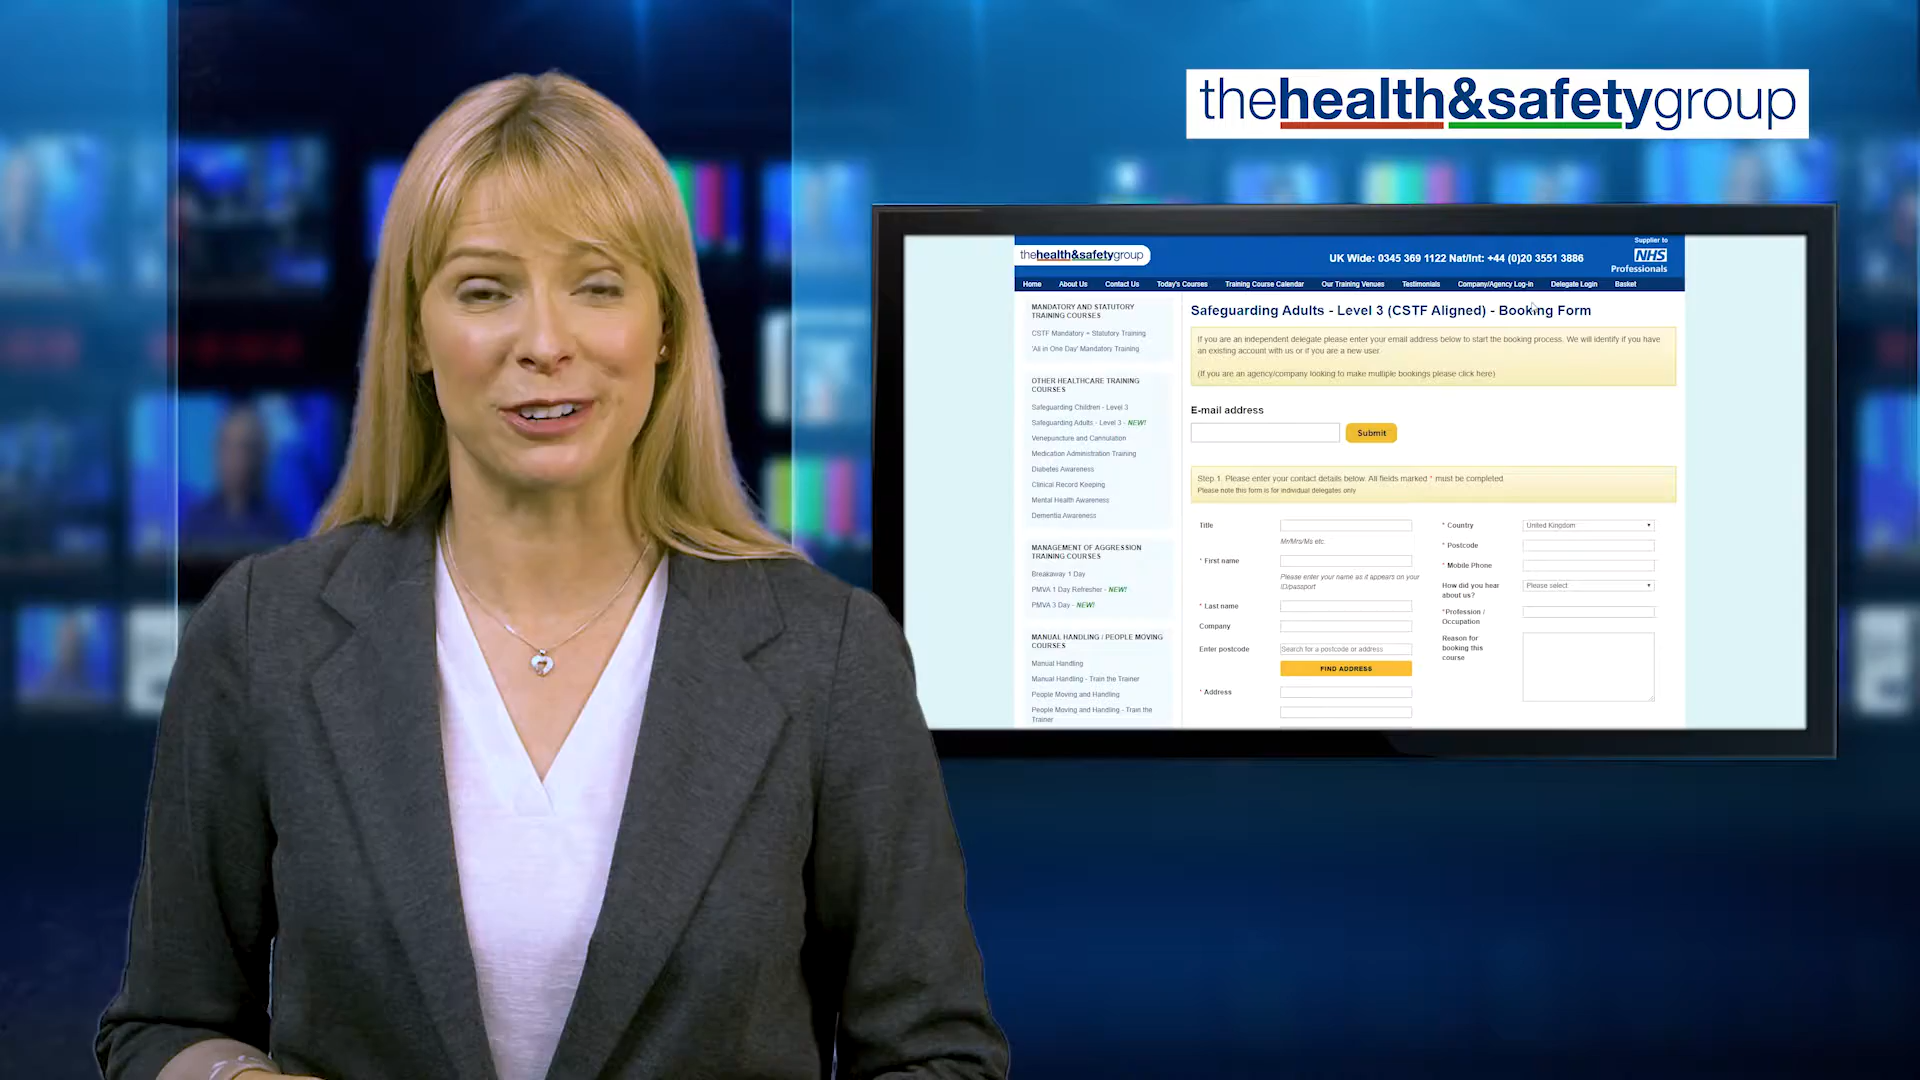 thehealth&safetygroup
thehealth&safetygroup
UK Wide: 0345 369 1122 Nat/Int: +44 (0)20 3551 3886
Supplier to
NHS
Professionals
Home About Us Contact Us Today's Courses Training Course Calendar Our Training Venues Testimonials Company/Agency Log-in Delegate Login Basket
MANDATORY AND STATUTORY
TRAINING COURSES
CSTF Mandatory + Statutory Training
'All in One Day' Mandatory Training
OTHER HEALTHCARE TRAINING
COURSES
Safeguarding Children - Level 3
Safeguarding Adults - Level 3 - NEW!
Venepuncture and Cannulation
Medication Administration Training
Diabetes Awareness
Clinical Record Keeping
Mental Health Awareness
Dementia Awareness
MANAGEMENT OF AGGRESSION
TRAINING COURSES
Breakaway 1 Day
PMVA 1 Day Refresher - NEW!
PMVA 3 Day - NEW!
MANUAL HANDLING / PEOPLE MOVING
COURSES
Manual Handling
Manual Handling - Train the Trainer
People Moving and Handling
People Moving and Handling - Train the
Trainer
Safeguarding Adults - Level 3 (CSTF Aligned) - Booking Form
If you are an independent delegate please enter your email address below to start the booking process. We will identify if you have
an existing account with us or if you are a new user.
(If you are an agency/company looking to make multiple bookings please click here)
E-mail address
Submit
Step 1. Please enter your contact details below. All fields marked * must be completed
Please note this form is for individual delegates only
Title
Mr/Mrs/Ms etc.
* First name
Please enter your name as it appears on your
ID/passport
* Last name
Company
Enter postcode Search for a postcode or address
FIND ADDRESS
* Address
* Country United Kingdom
* Postcode
* Mobile Phone
How did you hear Please select
about us?
*Profession /
Occupation
Reason for
booking this
course